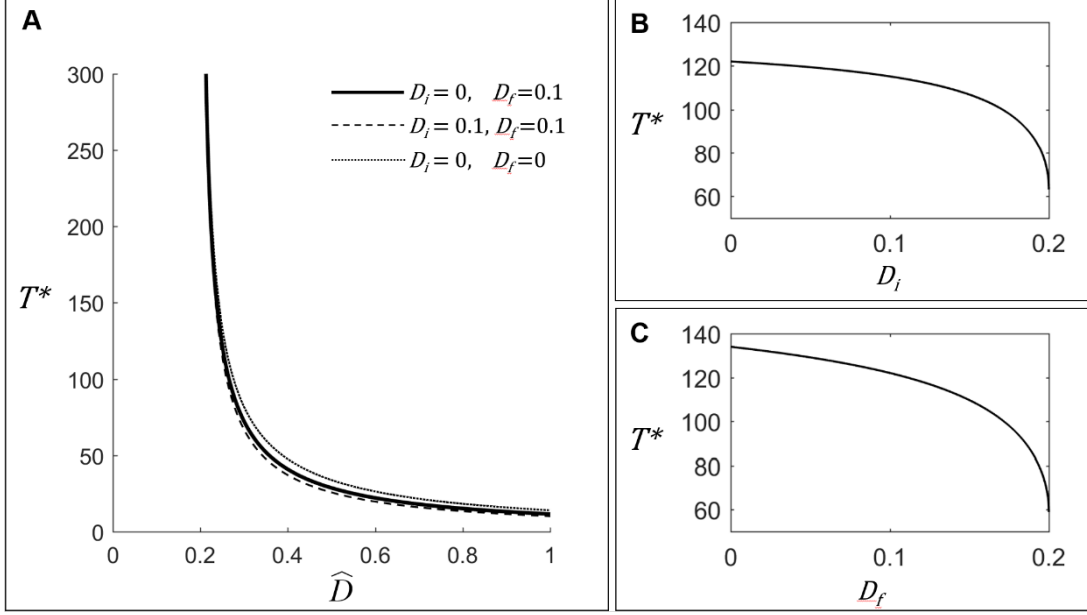 A
300
250
200
150
100
50
0
T*
D_i = 0, D_f=0.1
D_i = 0.1, D_f=0.1
D_i = 0, D_f=0
0 0.2 0.4 0.6 0.8 1
D̂
B
140
120
100
80
60
T*
0 0.1 0.2
D_i
C
140
120
100
80
60
T*
0 0.1 0.2
D_f